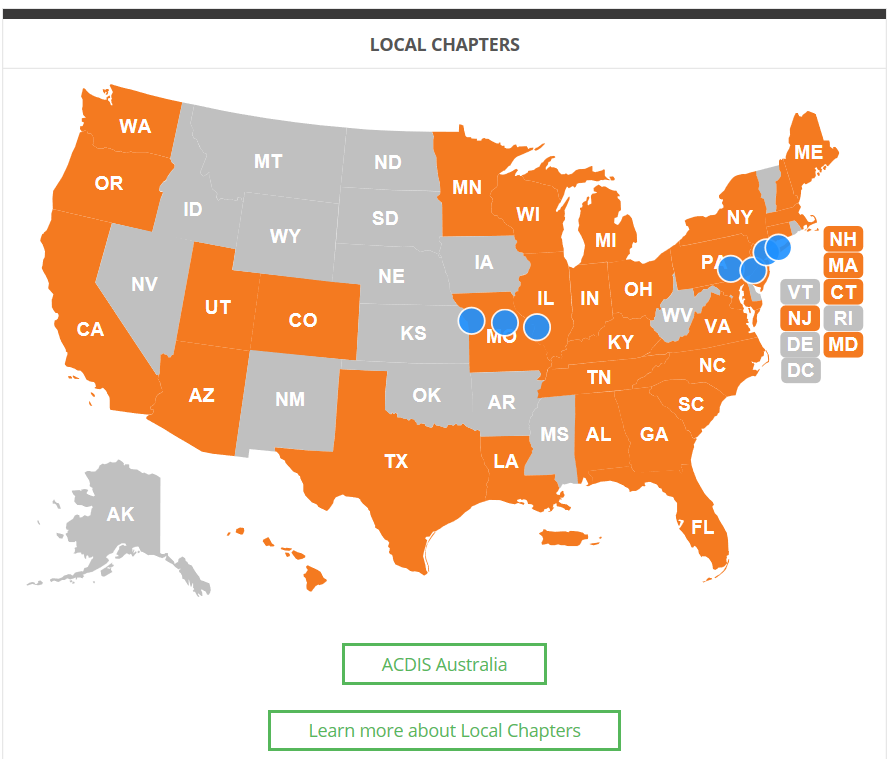 LOCAL CHAPTERS
WA
ME
MT
ND
OR
MN
ID
SD
WI
NY
WY
MI
NH
IA
PA
MA
NE
NV
OH
VT
CT
IL
IN
UT
CO
WV
NJ
RI
CA
KS
MO
VA
KY
DE
MD
NC
DC
TN
AZ
NM
OK
AR
SC
MS
AL
GA
TX
LA
AK
FL
ACDIS Australia
Learn more about Local Chapters